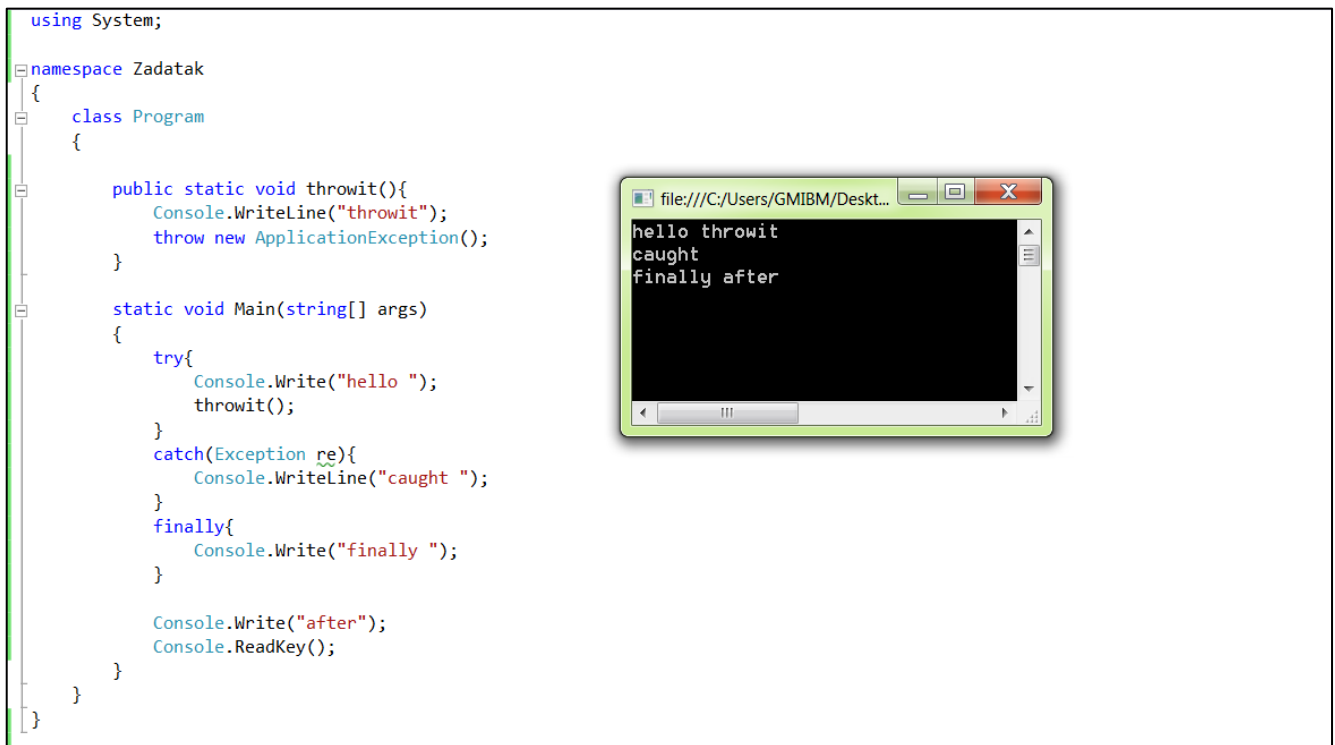 using System;
namespace Zadatak
{
class Program
{
public static void throwit(){
Console.WriteLine("throwit");
throw new ApplicationException();
}
static void Main(string[] args)
{
try{
Console.Write("hello ");
throwit();
}
catch(Exception re){
Console.WriteLine("caught ");
}
finally{
Console.Write("finally ");
}
Console.Write("after");
Console.ReadKey();
}
}
}
file:///C:/Users/GMIBM/Deskt...
hello throwit
caught
finally after